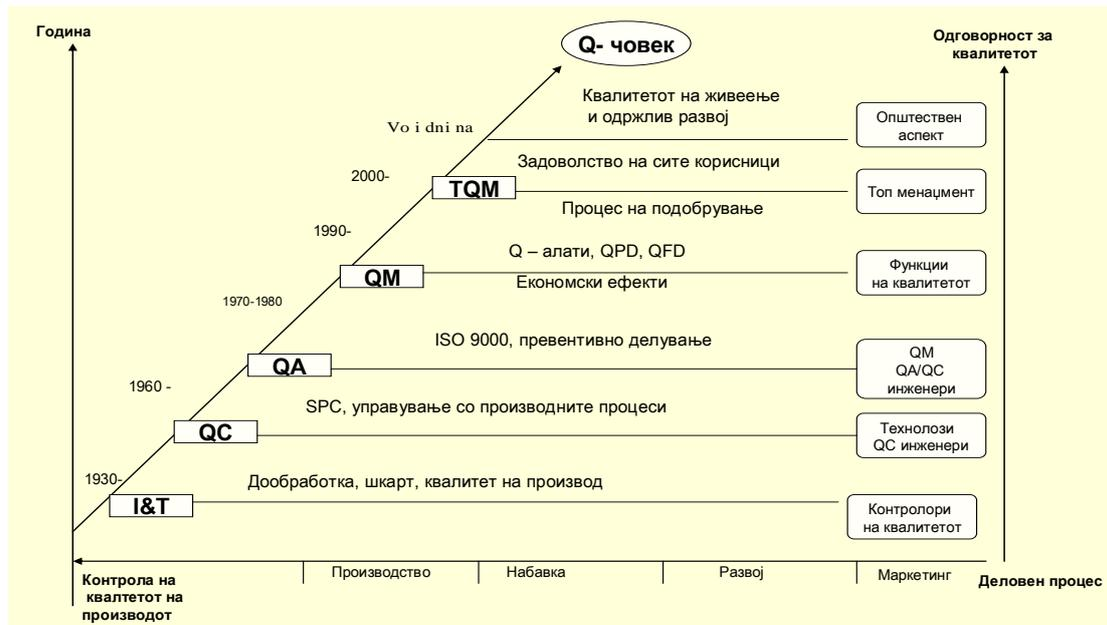 Година
Q- човек
Одговорност за
квалитетот
Квалитетот на живеење
и одржлив развој
Општествен
аспект
Vo i dni na
Задоволство на сите корисници
2000-
TQM
Топ менаџмент
Процес на подобрување
1990-
Q – алати, QPD, QFD
QM
Функции
на квалитетот
Економски ефекти
1970-1980
ISO 9000, превентивно делување
QA
QM
QA/QC
инженери
1960 -
SPC, управување со производните процеси
QC
Технолози
QC инженери
1930-
Дообработка, шкарт, квалитет на производ
I&T
Контролори
на квалитетот
Производство
Набавка
Развој
Маркетинг
Деловен процес
Контрола на
квалтетот на
производот